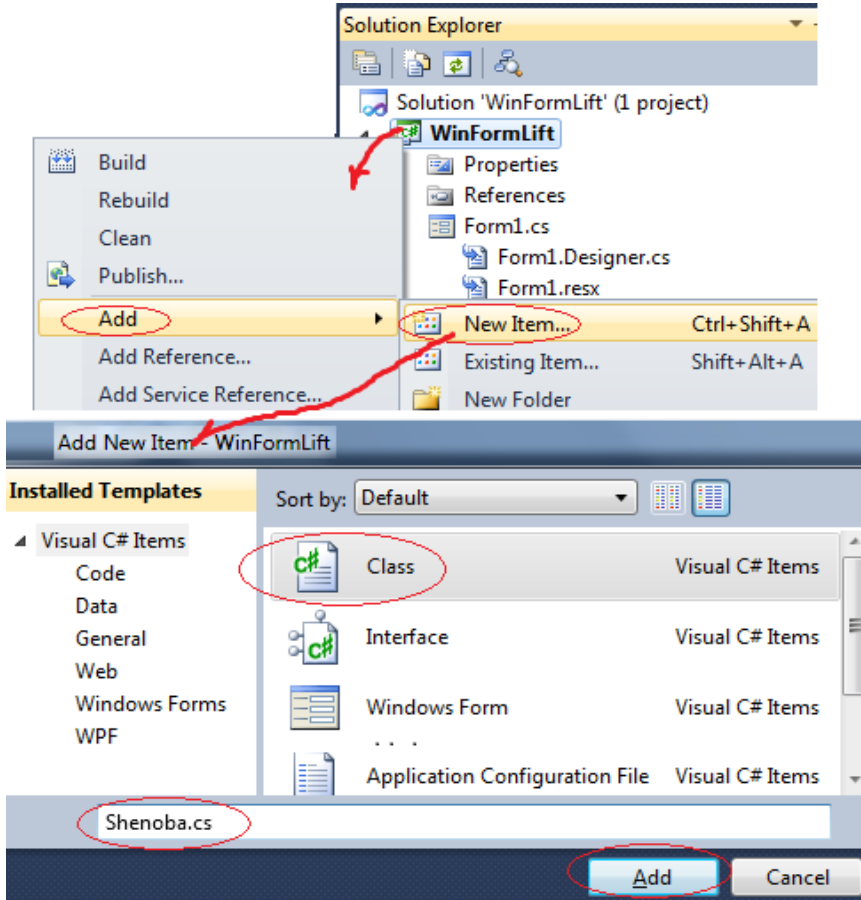 Solution Explorer
Solution 'WinFormLift' (1 project)
WinFormLift
Properties
References
Form1.cs
Form1.Designer.cs
Form1.resx
Build
Rebuild
Clean
Publish...
Add
Add Reference...
Add Service Reference...
New Item... Ctrl+Shift+A
Existing Item... Shift+Alt+A
New Folder
Add New Item - WinFormLift
Installed Templates
Sort by: Default
Visual C# Items
Code
Data
General
Web
Windows Forms
WPF
Class Visual C# Items
Interface Visual C# Items
Windows Form Visual C# Items
. . .
Application Configuration File Visual C# Items
Shenoba.cs
Add Cancel